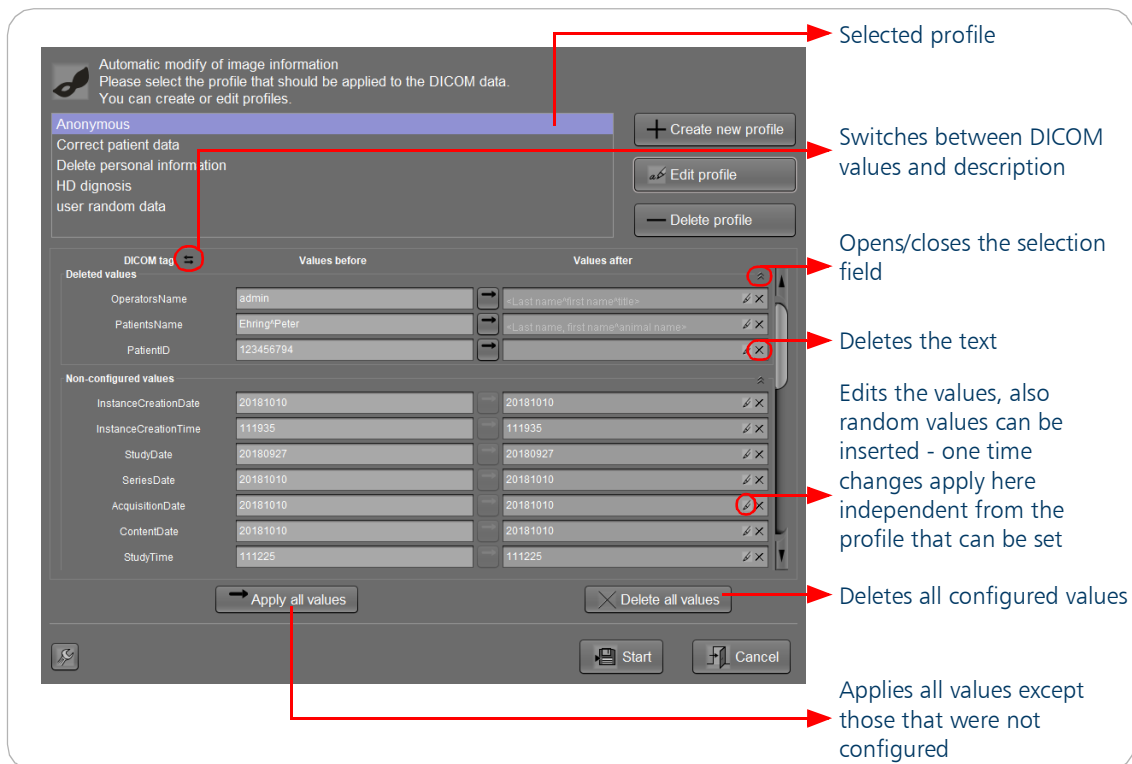 Selected profile
Automatic modify of image information
Please select the profile that should be applied to the DICOM data.
You can create or edit profiles.
Anonymous
Correct patient data
Delete personal information
HD dignosis
user random data
Create new profile
Edit profile
Delete profile
Switches between DICOM
values and description
DICOM tag
Values before
Values after
Opens/closes the selection
field
Deleted values
OperatorsName admin <Last name^first name^title>
PatientsName Ehring^Peter <Last name, first name^animal name>
PatientID 123456794
Deletes the text
Non-configured values
InstanceCreationDate 20181010 20181010
InstanceCreationTime 111935 111935
StudyDate 20180927 20180927
SeriesDate 20181010 20181010
AcquisitionDate 20181010 20181010
ContentDate 20181010 20181010
StudyTime 111225 111225
Edits the values, also
random values can be
inserted - one time
changes apply here
independent from the
profile that can be set
Apply all values
Delete all values
Deletes all configured values
Start
Cancel
Applies all values except
those that were not
configured